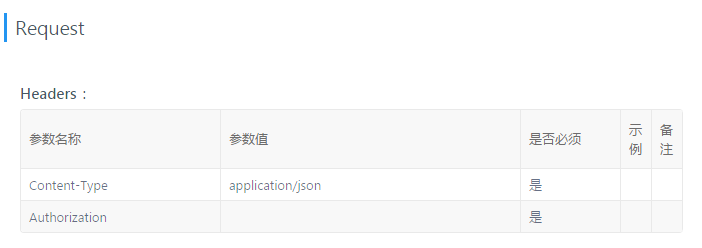 Request
Headers：
参数名称 参数值 是否必须 示例 备注
Content-Type application/json 是
Authorization 是